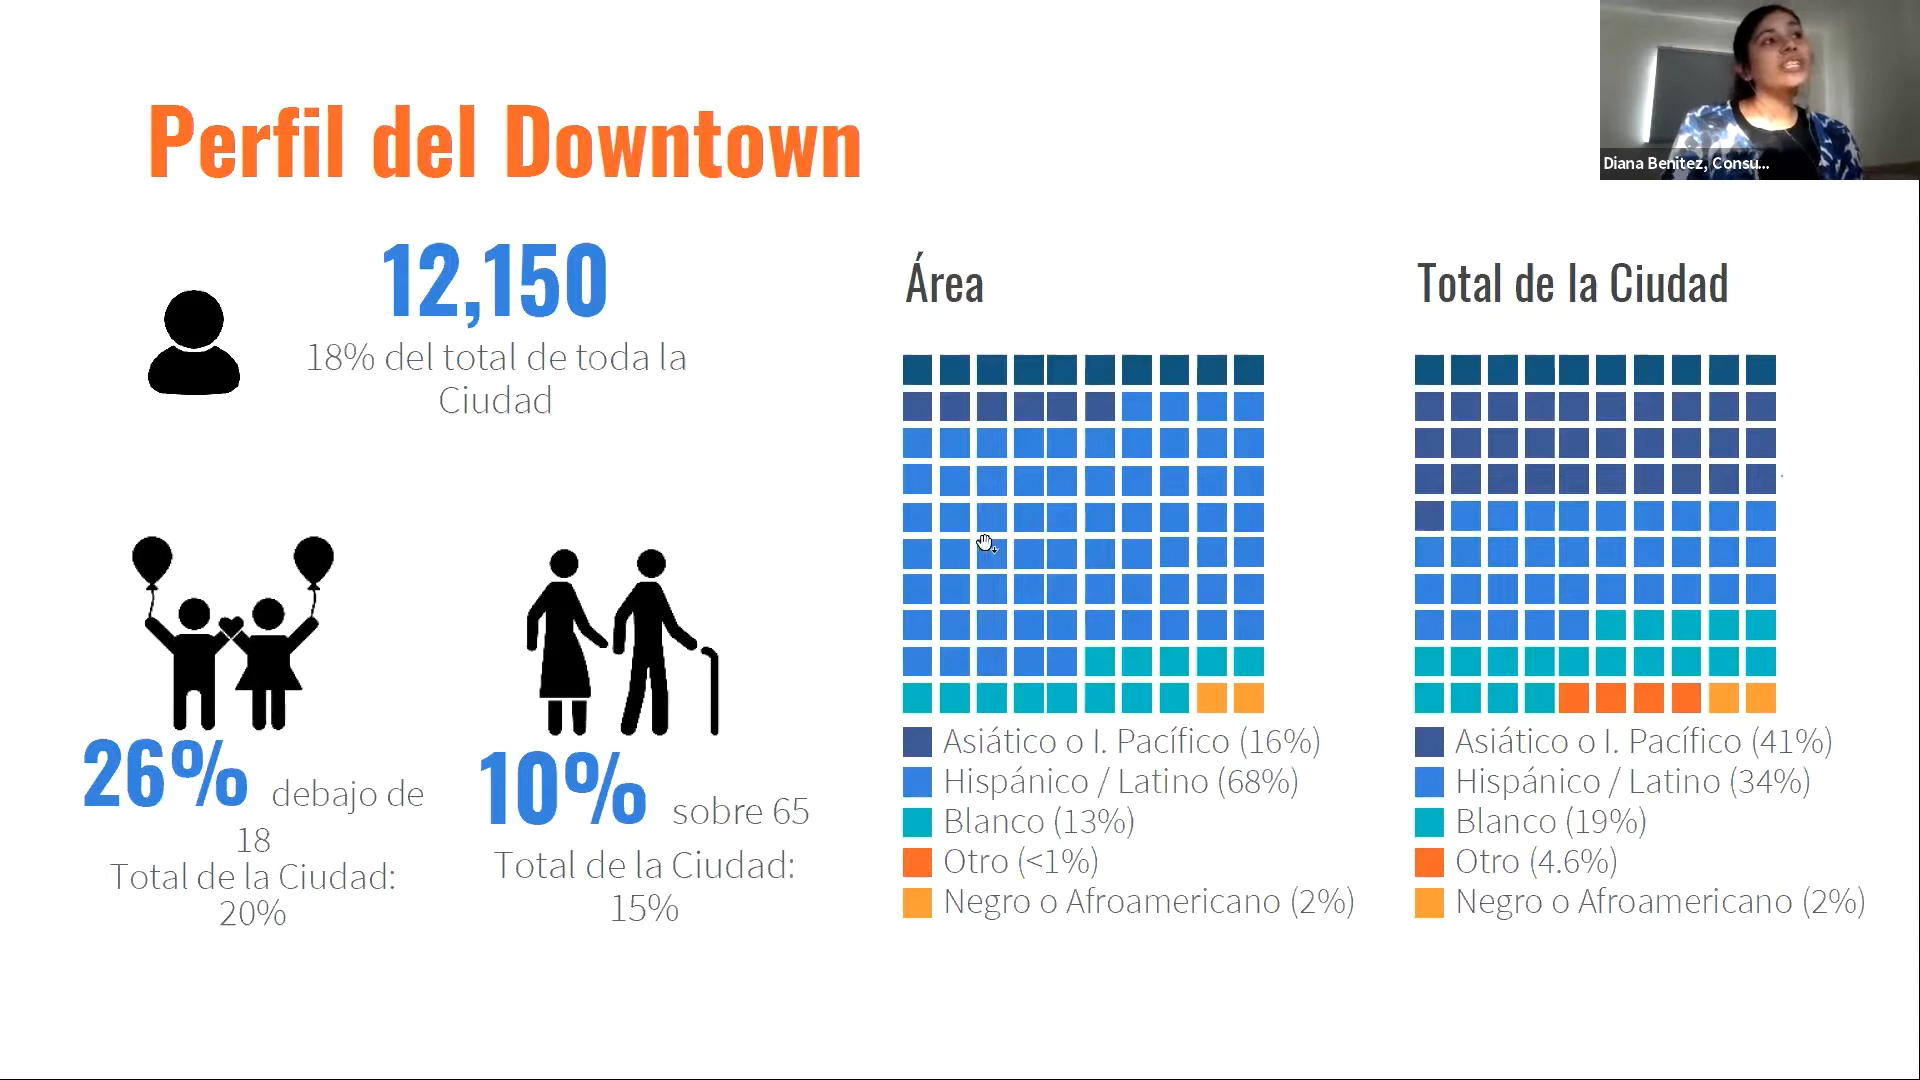 Perfil del Downtown
Diana Benitez, Consu...
12,150
18% del total de toda la
Ciudad
26% debajo de
18
Total de la Ciudad:
20%
10% sobre 65
Total de la Ciudad:
15%
Área
Asiático o I. Pacífico (16%)
Hispánico / Latino (68%)
Blanco (13%)
Otro (<1%)
Negro o Afroamericano (2%)
Total de la Ciudad
Asiático o I. Pacífico (41%)
Hispánico / Latino (34%)
Blanco (19%)
Otro (4.6%)
Negro o Afroamericano (2%)